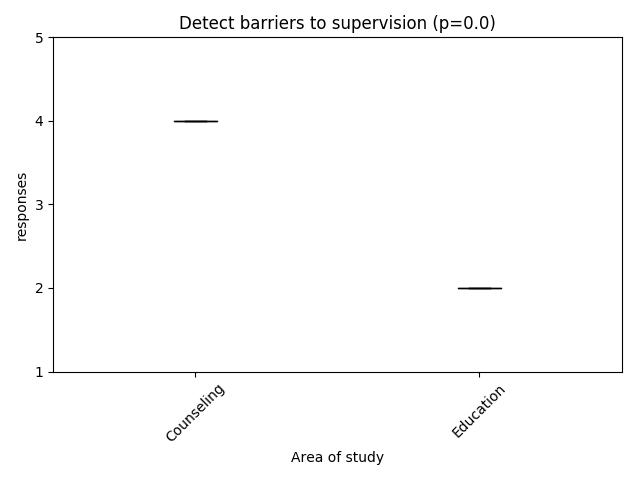 Detect barriers to supervision (p=0.0)
5
4
3
2
1
responses
Counseling
Education
Area of study